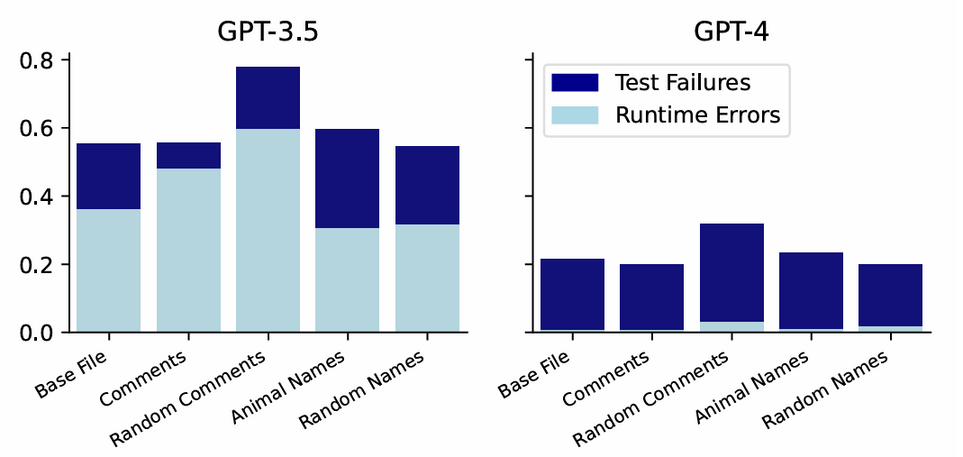 GPT-3.5
GPT-4
0.8
0.6
0.4
0.2
0.0
Test Failures
Runtime Errors
Base File
Comments
Random Comments
Animal Names
Random Names
Base File
Comments
Random Comments
Animal Names
Random Names